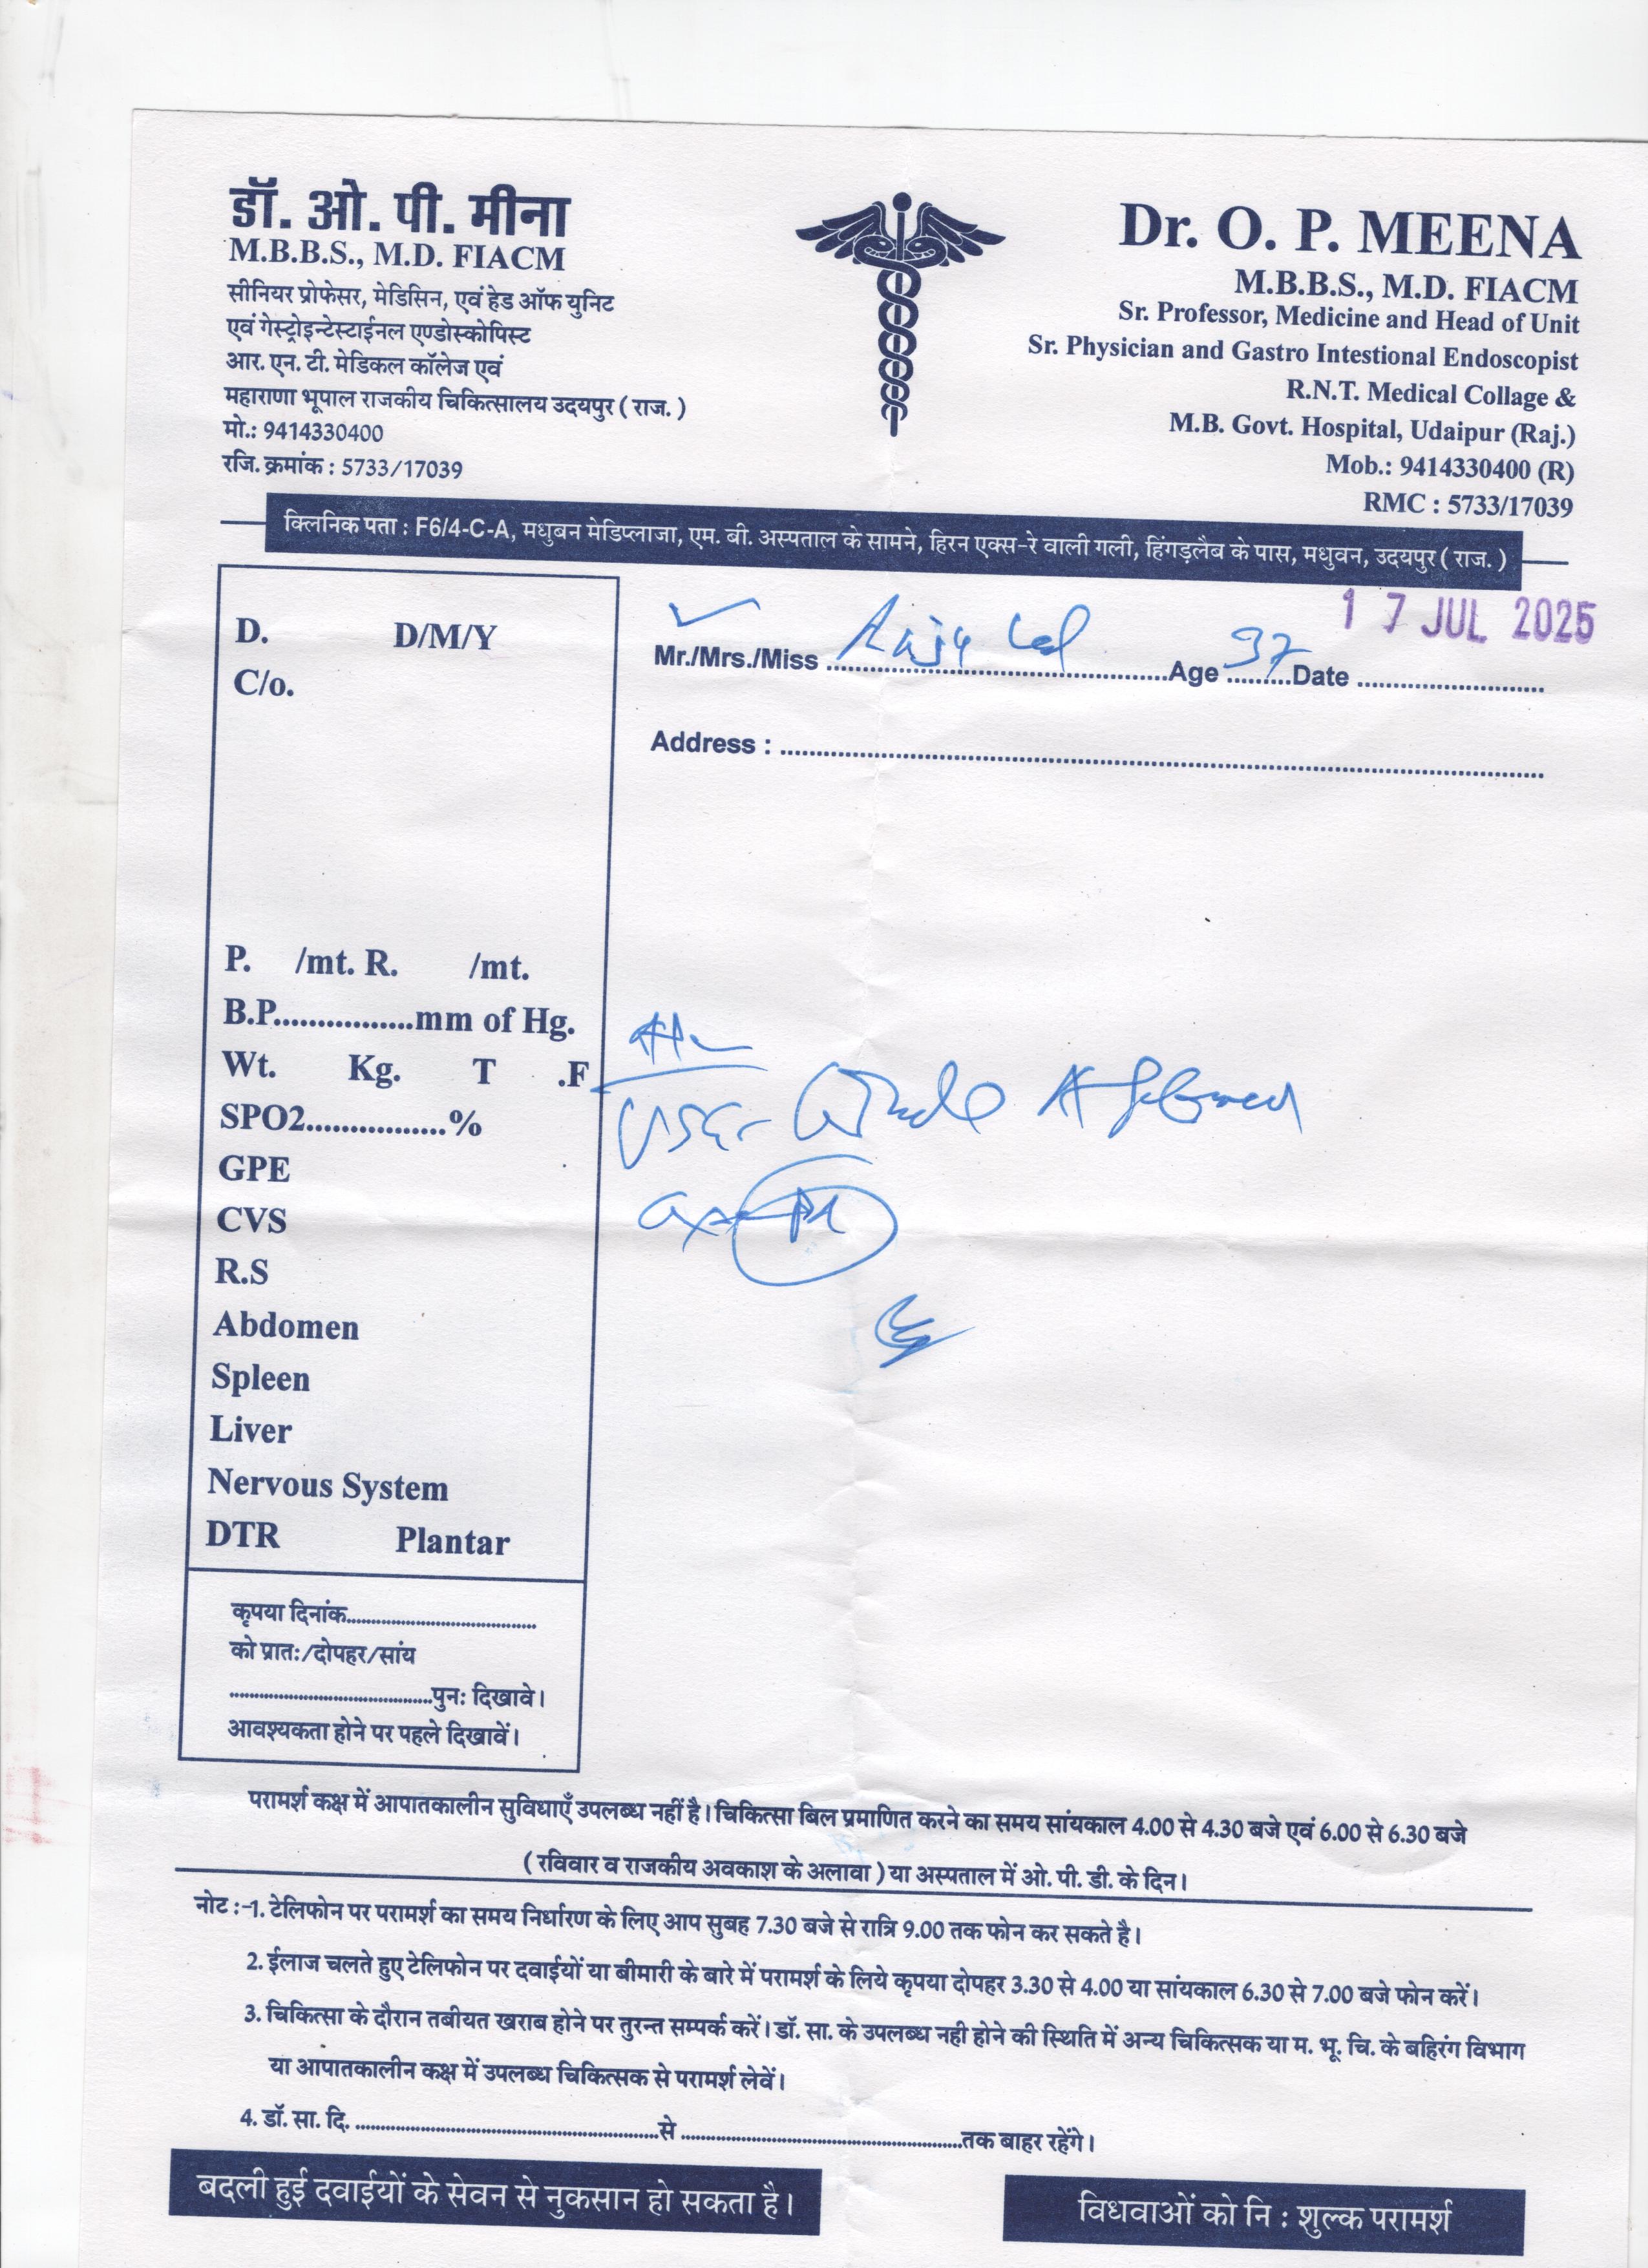 डॉ. ओ. पी. मीना
M.B.B.S., M.D. FIACM
सीनियर प्रोफेसर, मेडिसिन, एवं हेड ऑफ युनिट
एवं गेस्ट्रोइन्टेस्टाईनल एण्डोस्कोपिस्ट
आर. एन. टी. मेडिकल कॉलेज एवं
महाराणा भूपाल राजकीय चिकित्सालय उदयपुर ( राज. )
मो.: 9414330400
रजि. क्रमांक : 5733/17039
Dr. O. P. MEENA
M.B.B.S., M.D. FIACM
Sr. Professor, Medicine and Head of Unit
Sr. Physician and Gastro Intestional Endoscopist
R.N.T. Medical Collage &
M.B. Govt. Hospital, Udaipur (Raj.)
Mob.: 9414330400 (R)
RMC : 5733/17039
क्लिनिक पता : F6/4-C-A, मधुबन मेडिप्लाजा, एम. बी. अस्पताल के सामने, हिरन एक्स-रे वाली गली, हिंगड़लैब के पास, मधुवन, उदयपुर ( राज. )
17 JUL 2025
Mr./Mrs./Miss Age 37 Date
Address :
D. D/M/Y
C/o.
P. /mt. R. /mt.
B.P. mm of Hg.
Wt. Kg. T .F
SPO2 %
GPE
CVS
R.S
Abdomen
Spleen
Liver
Nervous System
DTR Plantar
USG- Whole Abdomen
कृपया दिनांक
को प्रातः/दोपहर/सांय
पुनः दिखावे।
आवश्यकता होने पर पहले दिखावें।
परामर्श कक्ष में आपातकालीन सुविधाएँ उपलब्ध नहीं है। चिकित्सा बिल प्रमाणित करने का समय सांयकाल 4.00 से 4.30 बजे एवं 6.00 से 6.30 बजे
( रविवार व राजकीय अवकाश के अलावा ) या अस्पताल में ओ. पी. डी. के दिन।
नोट :-1. टेलिफोन पर परामर्श का समय निर्धारण के लिए आप सुबह 7.30 बजे से रात्रि 9.00 तक फोन कर सकते है।
2. ईलाज चलते हुए टेलिफोन पर दवाईयों या बीमारी के बारे में परामर्श के लिये कृपया दोपहर 3.30 से 4.00 या सांयकाल 6.30 से 7.00 बजे फोन करें।
3. चिकित्सा के दौरान तबीयत खराब होने पर तुरन्त सम्पर्क करें। डॉ. सा. के उपलब्ध नही होने की स्थिति में अन्य चिकित्सक या म. भू. चि. के बहिरंग विभाग
या आपातकालीन कक्ष में उपलब्ध चिकित्सक से परामर्श लेवें।
4. डॉ. सा. दि. से तक बाहर रहेंगे।
बदली हुई दवाईयों के सेवन से नुकसान हो सकता है।
विधवाओं को नि : शुल्क परामर्श